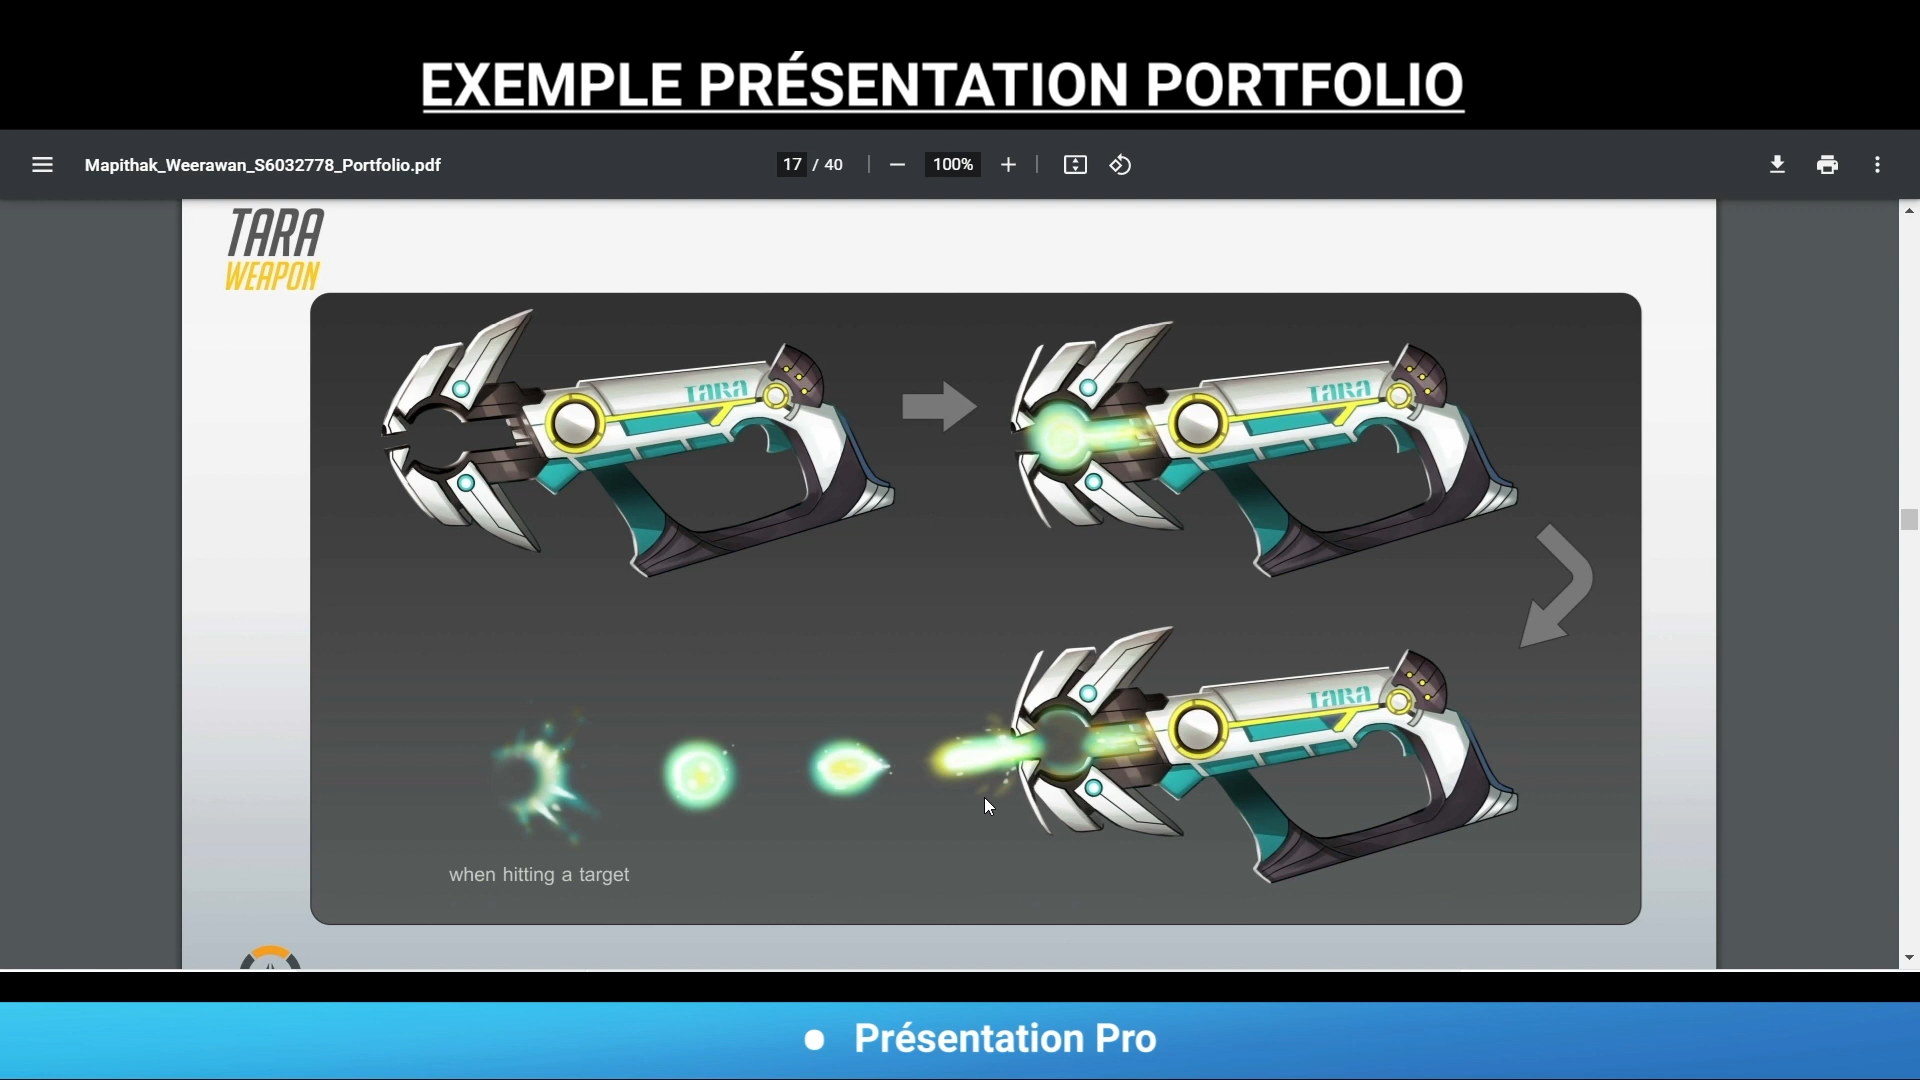 EXEMPLE PRÉSENTATION PORTFOLIO
Mapithak_Weerawan_S6032778_Portfolio.pdf
17 / 40
100%
TARA
WEAPON
TARA
TARA
TARA
when hitting a target
• Présentation Pro